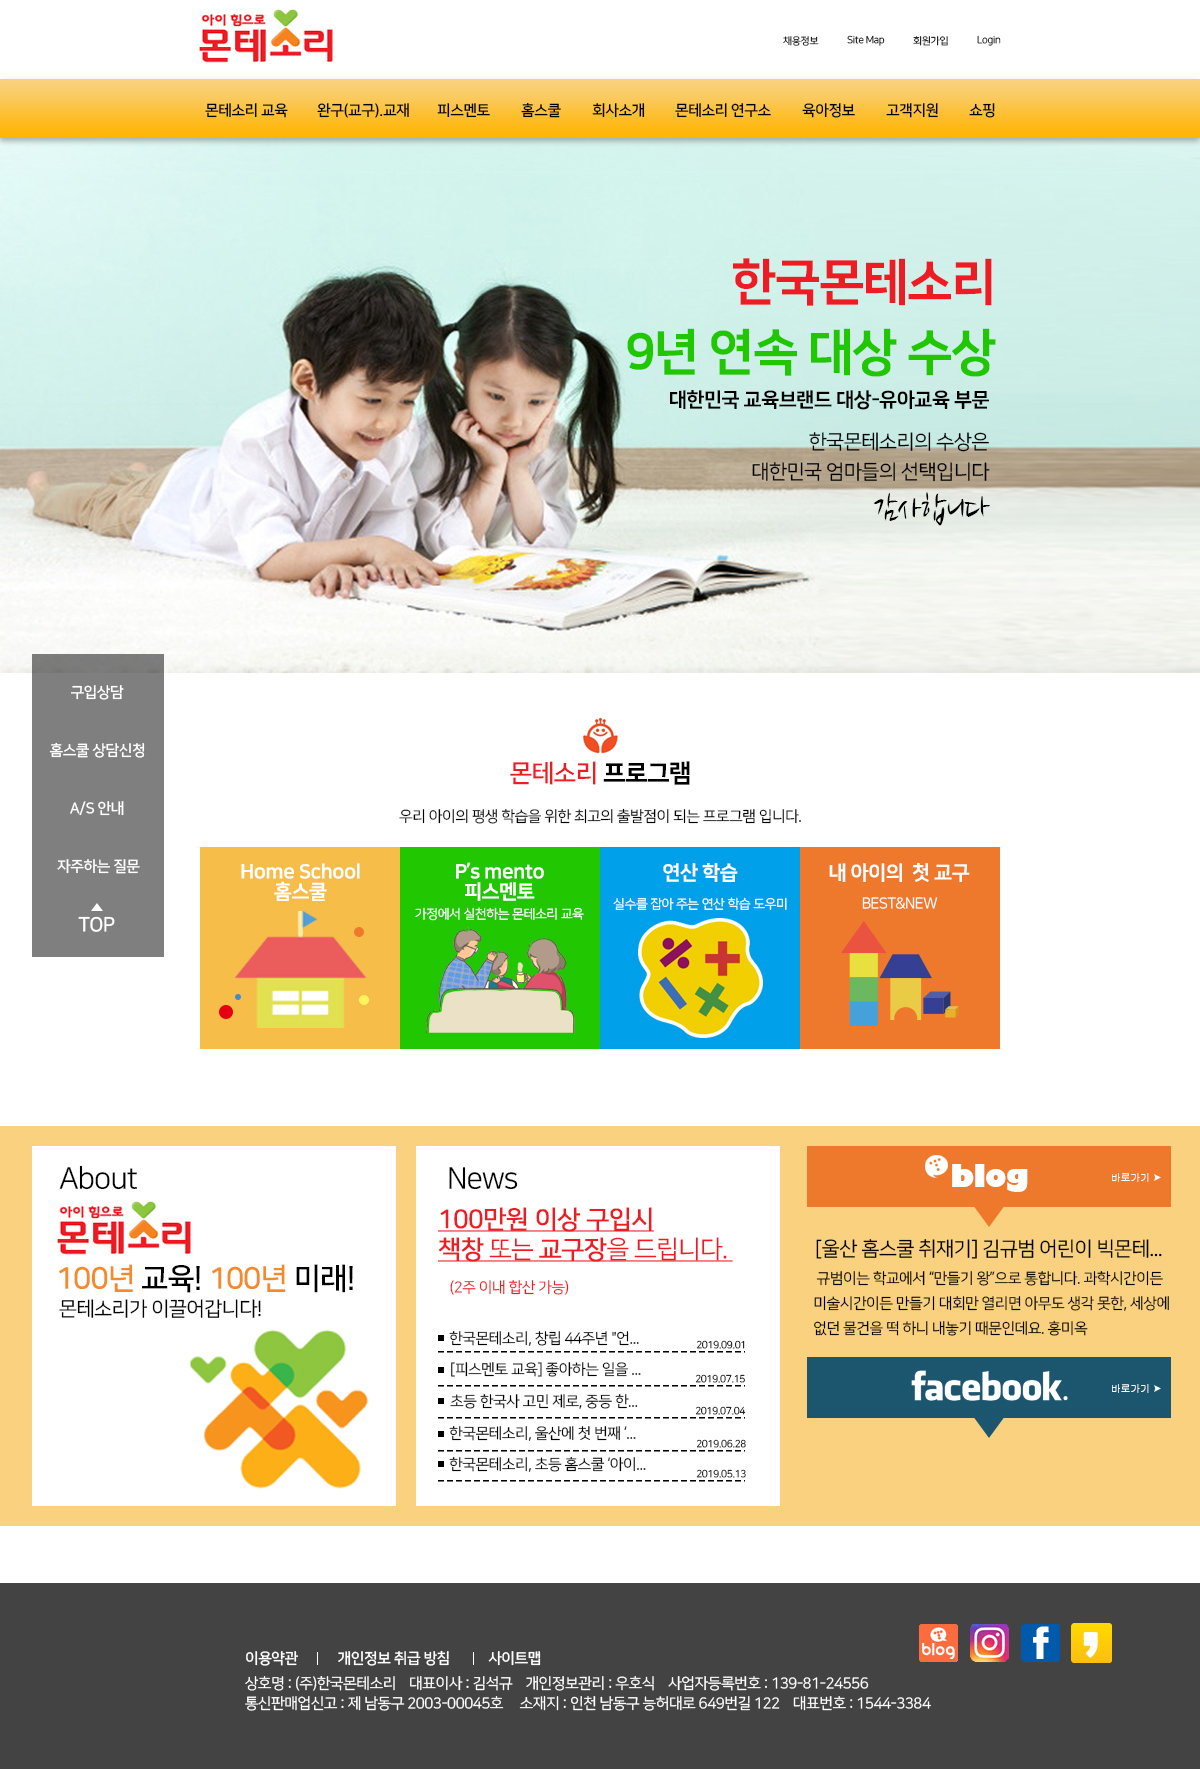 아이 힘으로
몬테소리
채용정보 Site Map 회원가입 Login
몬테소리 교육 완구(교구).교재 피스멘토 홈스쿨 회사소개 몬테소리 연구소 육아정보 고객지원 쇼핑
한국몬테소리
9년 연속 대상 수상
대한민국 교육브랜드 대상-유아교육 부문
한국몬테소리의 수상은
대한민국 엄마들의 선택입니다
감사합니다
구입상담
홈스쿨 상담신청
A/S 안내
자주하는 질문
TOP
몬테소리 프로그램
우리 아이의 평생 학습을 위한 최고의 출발점이 되는 프로그램 입니다.
Home School
홈스쿨
P's mento
피스멘토
가정에서 실천하는 몬테소리 교육
연산 학습
실수를 잡아 주는 연산 학습 도우미
내 아이의 첫 교구
BEST&NEW
About
아이 힘으로
몬테소리
100년 교육! 100년 미래!
몬테소리가 이끌어갑니다!
News
100만원 이상 구입시
책창 또는 교구장을 드립니다.
(2주 이내 합산 가능)
한국몬테소리, 창립 44주년 "언... 2019.09.01
[피스멘토 교육] 좋아하는 일을 ... 2019.07.15
초등 한국사 고민 제로, 중등 한... 2019.07.04
한국몬테소리, 울산에 첫 번째 '... 2019.06.28
한국몬테소리, 초등 홈스쿨 '아이... 2019.05.13
blog 바로가기 ➤
[울산 홈스쿨 취재기] 김규범 어린이 빅몬테...
규범이는 학교에서 “만들기 왕”으로 통합니다. 과학시간이든
미술시간이든 만들기 대회만 열리면 아무도 생각 못한, 세상에
없던 물건을 떡 하니 내놓기 때문인데요. 홍미옥
facebook. 바로가기 ➤
blog
이용약관 | 개인정보 취급 방침 | 사이트맵
상호명 : (주)한국몬테소리 대표이사 : 김석규 개인정보관리 : 우호식 사업자등록번호 : 139-81-24556
통신판매업신고 : 제 남동구 2003-00045호 소재지 : 인천 남동구 능허대로 649번길 122 대표번호 : 1544-3384